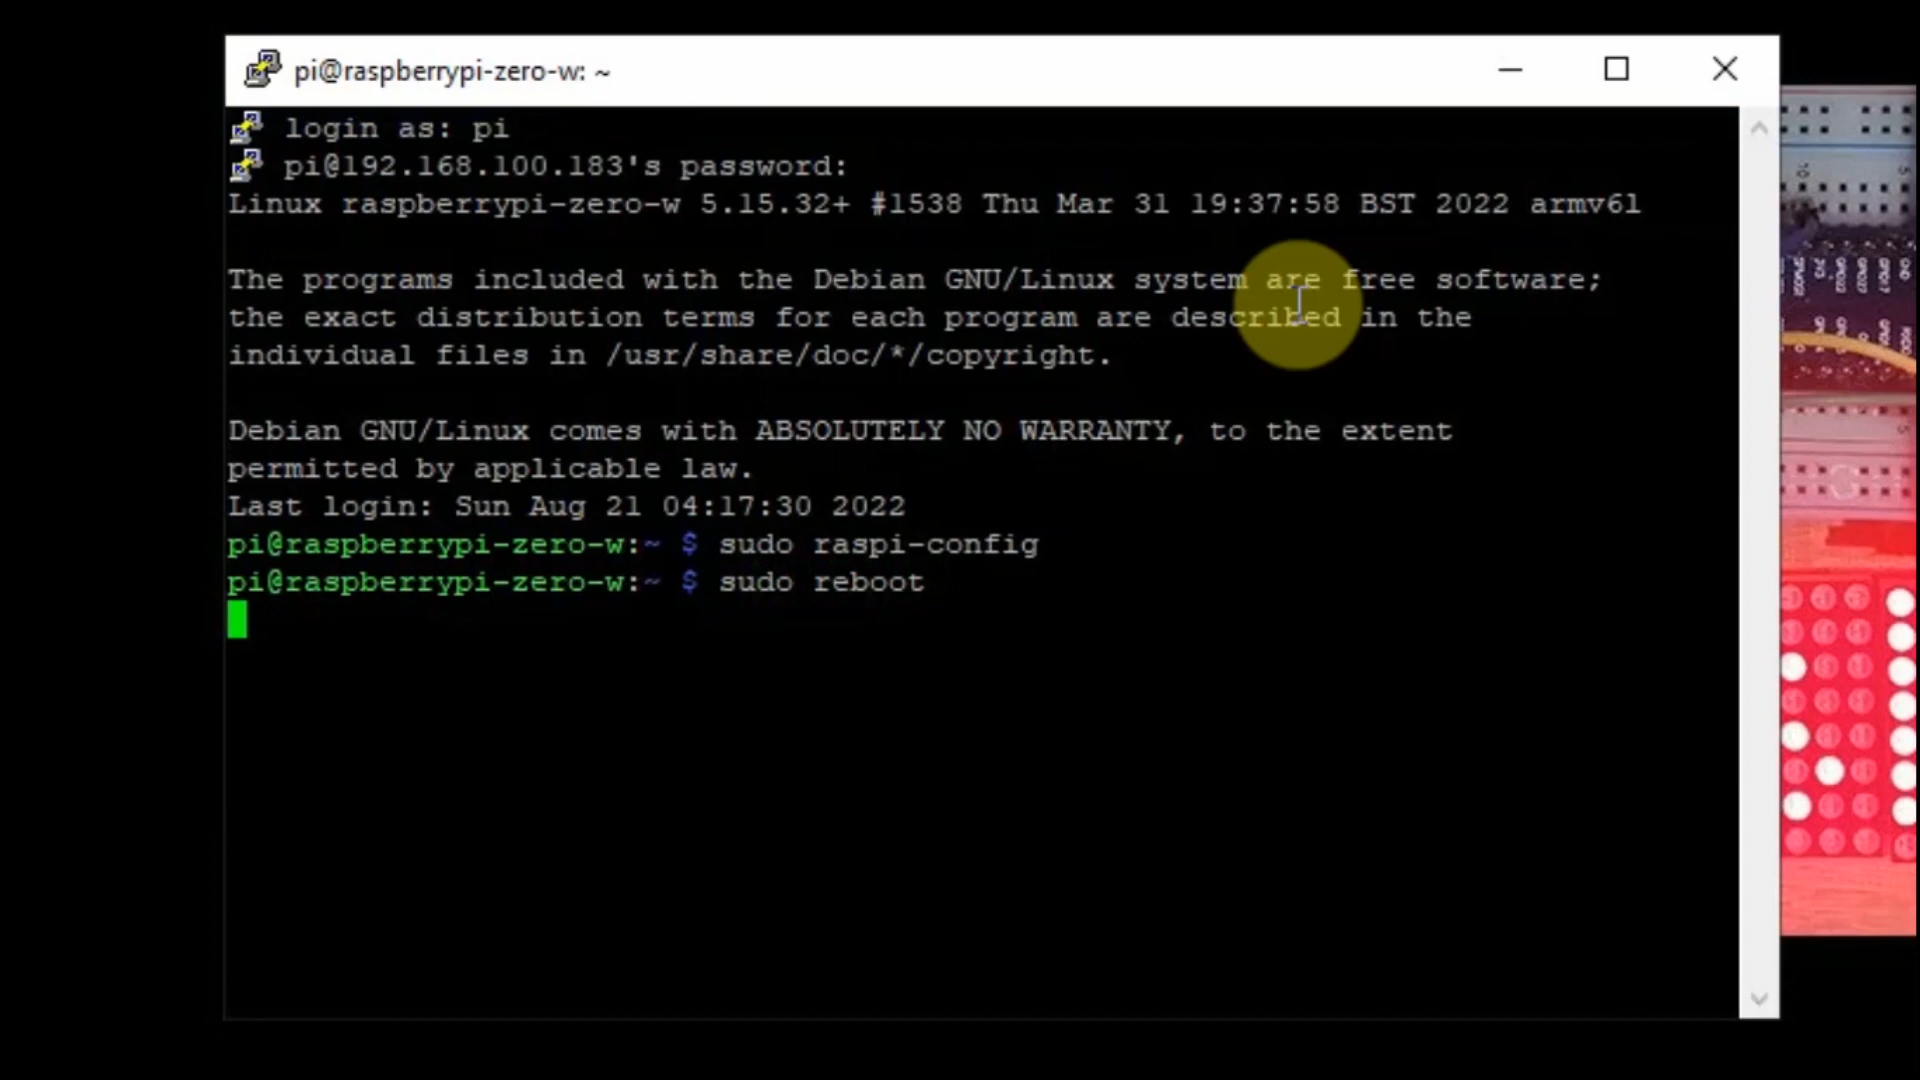 pi@raspberrypi-zero-w: ~
login as: pi
pi@192.168.100.183's password:
Linux raspberrypi-zero-w 5.15.32+ #1538 Thu Mar 31 19:37:58 BST 2022 armv6l
The programs included with the Debian GNU/Linux system are free software;
the exact distribution terms for each program are described in the
individual files in /usr/share/doc/*/copyright.
Debian GNU/Linux comes with ABSOLUTELY NO WARRANTY, to the extent
permitted by applicable law.
Last login: Sun Aug 21 04:17:30 2022
pi@raspberrypi-zero-w:~ $ sudo raspi-config
pi@raspberrypi-zero-w:~ $ sudo reboot